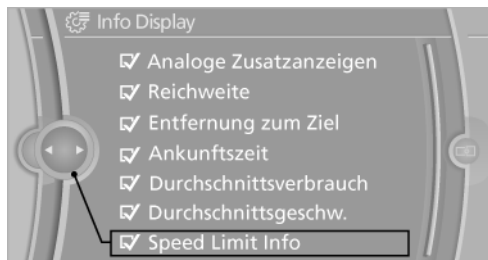 Info Display
Analoge Zusatzanzeigen
Reichweite
Entfernung zum Ziel
Ankunftszeit
Durchschnittsverbrauch
Durchschnittsgeschw.
Speed Limit Info